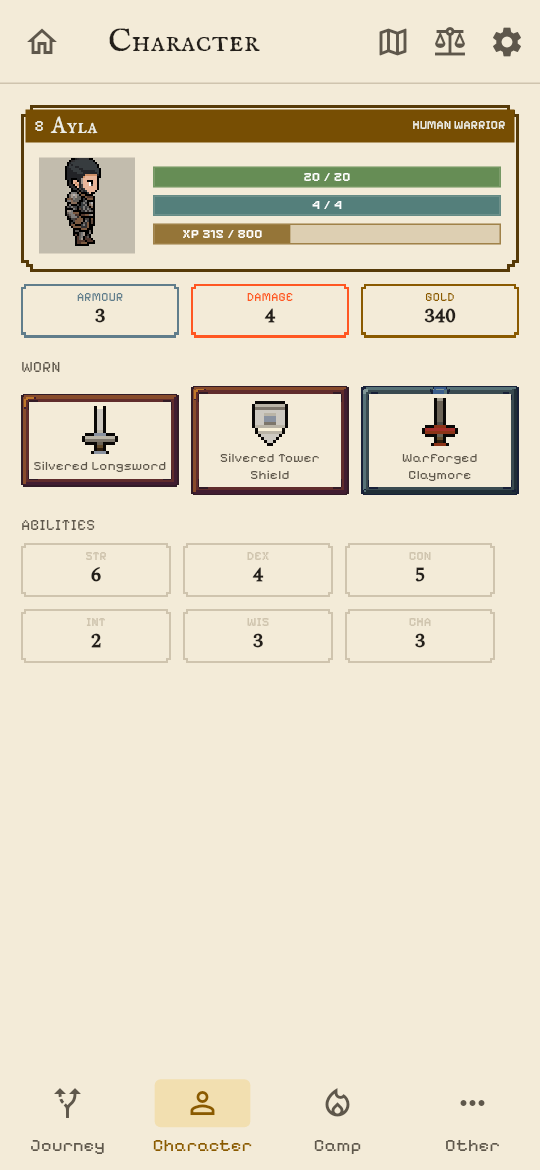 Character
8 Ayla HUMAN WARRIOR
20 / 20
4 / 4
XP 315 / 800
ARMOUR
3
DAMAGE
4
GOLD
340
WORN
Silvered Longsword
Silvered Tower
Shield
Warforged
Claymore
ABILITIES
STR
6
DEX
4
CON
5
INT
2
WIS
3
CHA
3
Journey
Character
Camp
Other